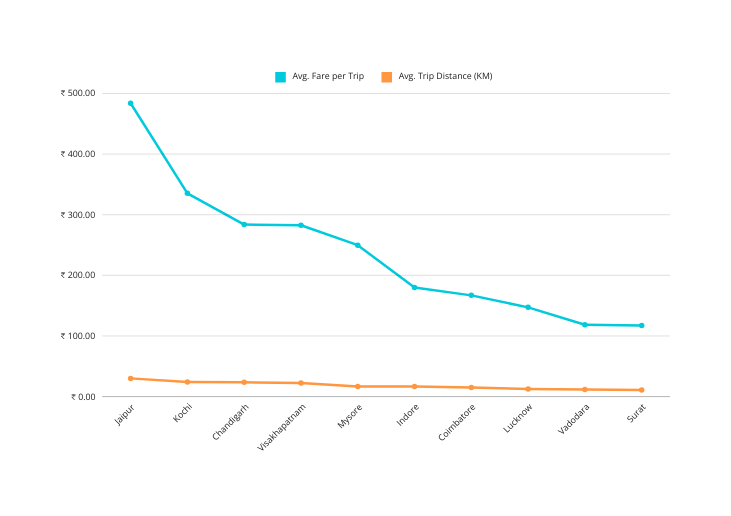 Avg. Fare per Trip Avg. Trip Distance (KM)
₹ 500.00
₹ 400.00
₹ 300.00
₹ 200.00
₹ 100.00
₹ 0.00
Jaipur
Kochi
Chandigarh
Visakhapatnam
Mysore
Indore
Coimbatore
Lucknow
Vadodara
Surat